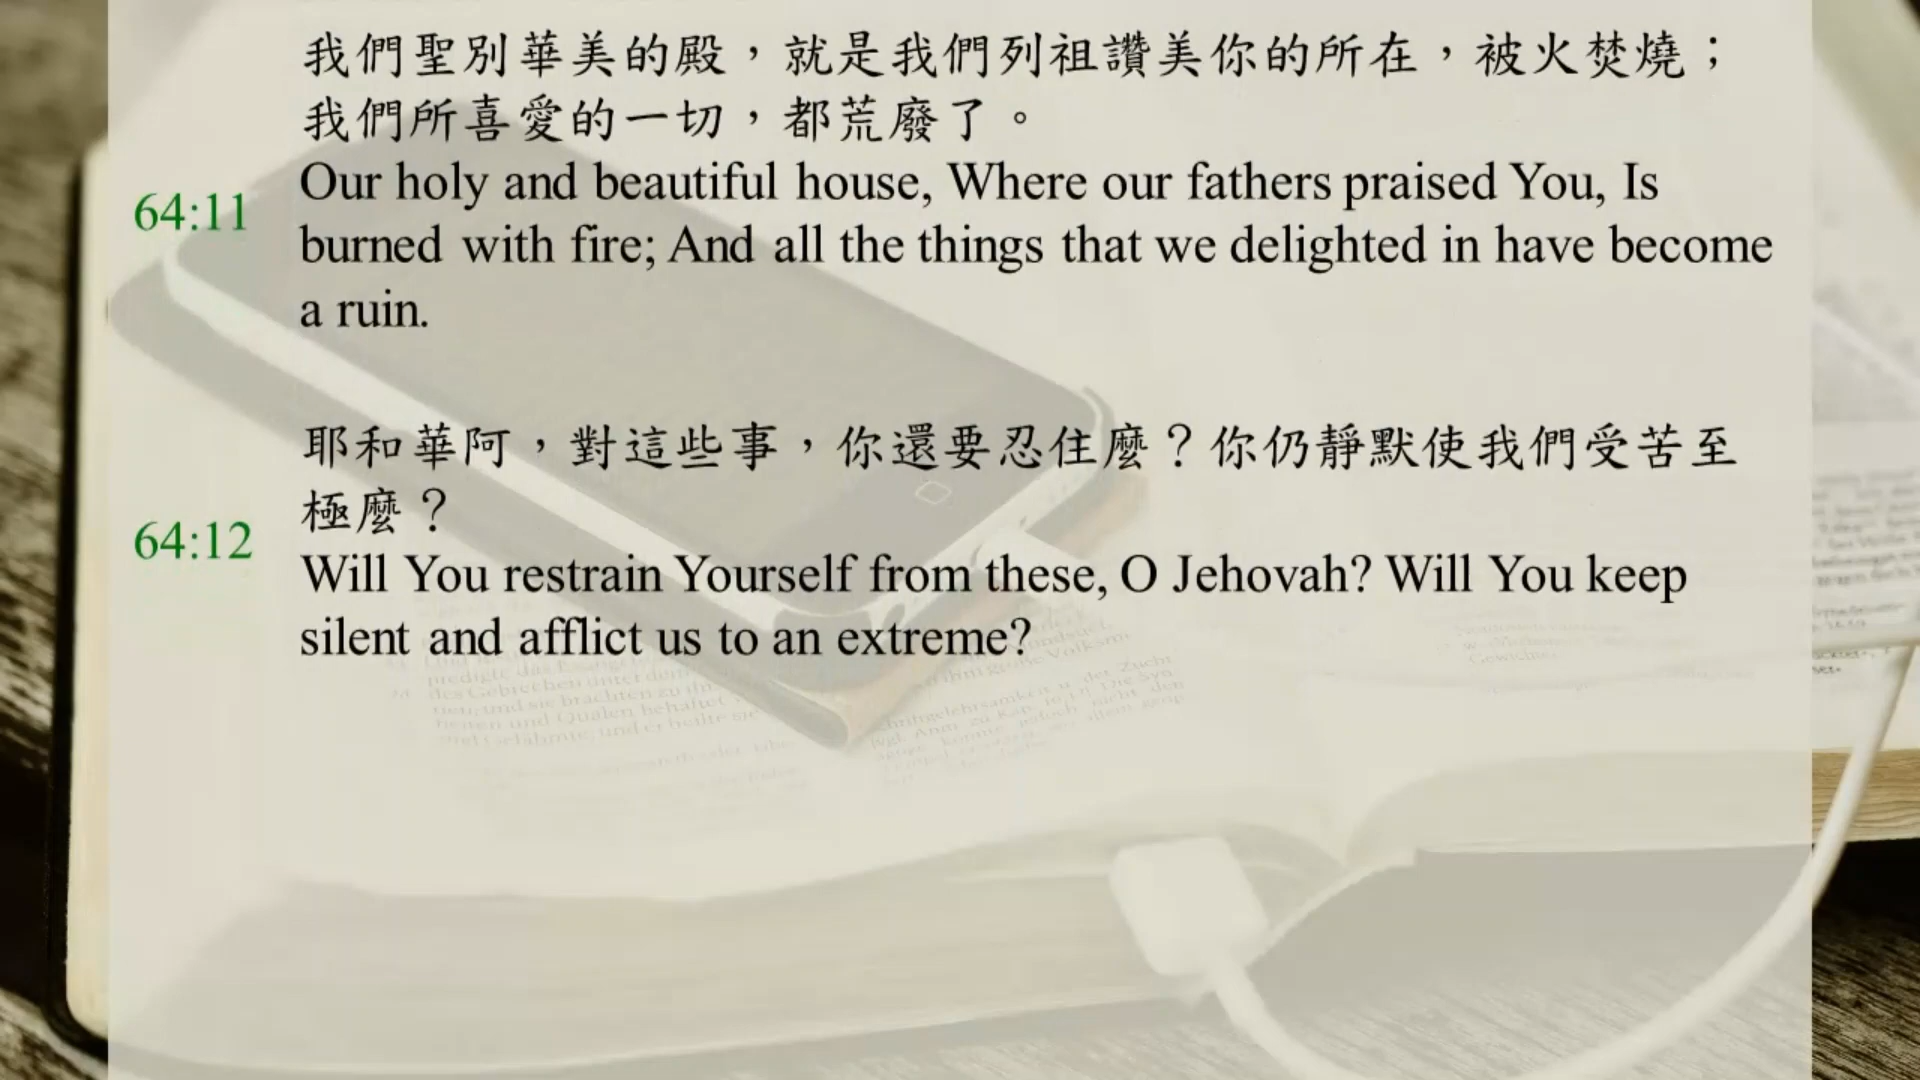 我們聖別華美的殿，就是我們列祖讚美你的所在，被火焚燒；
我們所喜愛的一切，都荒廢了。
64:11
Our holy and beautiful house, Where our fathers praised You, Is
burned with fire; And all the things that we delighted in have become
a ruin.
耶和華阿，對這些事，你還要忍住麼？你仍靜默使我們受苦至
極麼？
64:12
Will You restrain Yourself from these, O Jehovah? Will You keep
silent and afflict us to an extreme?